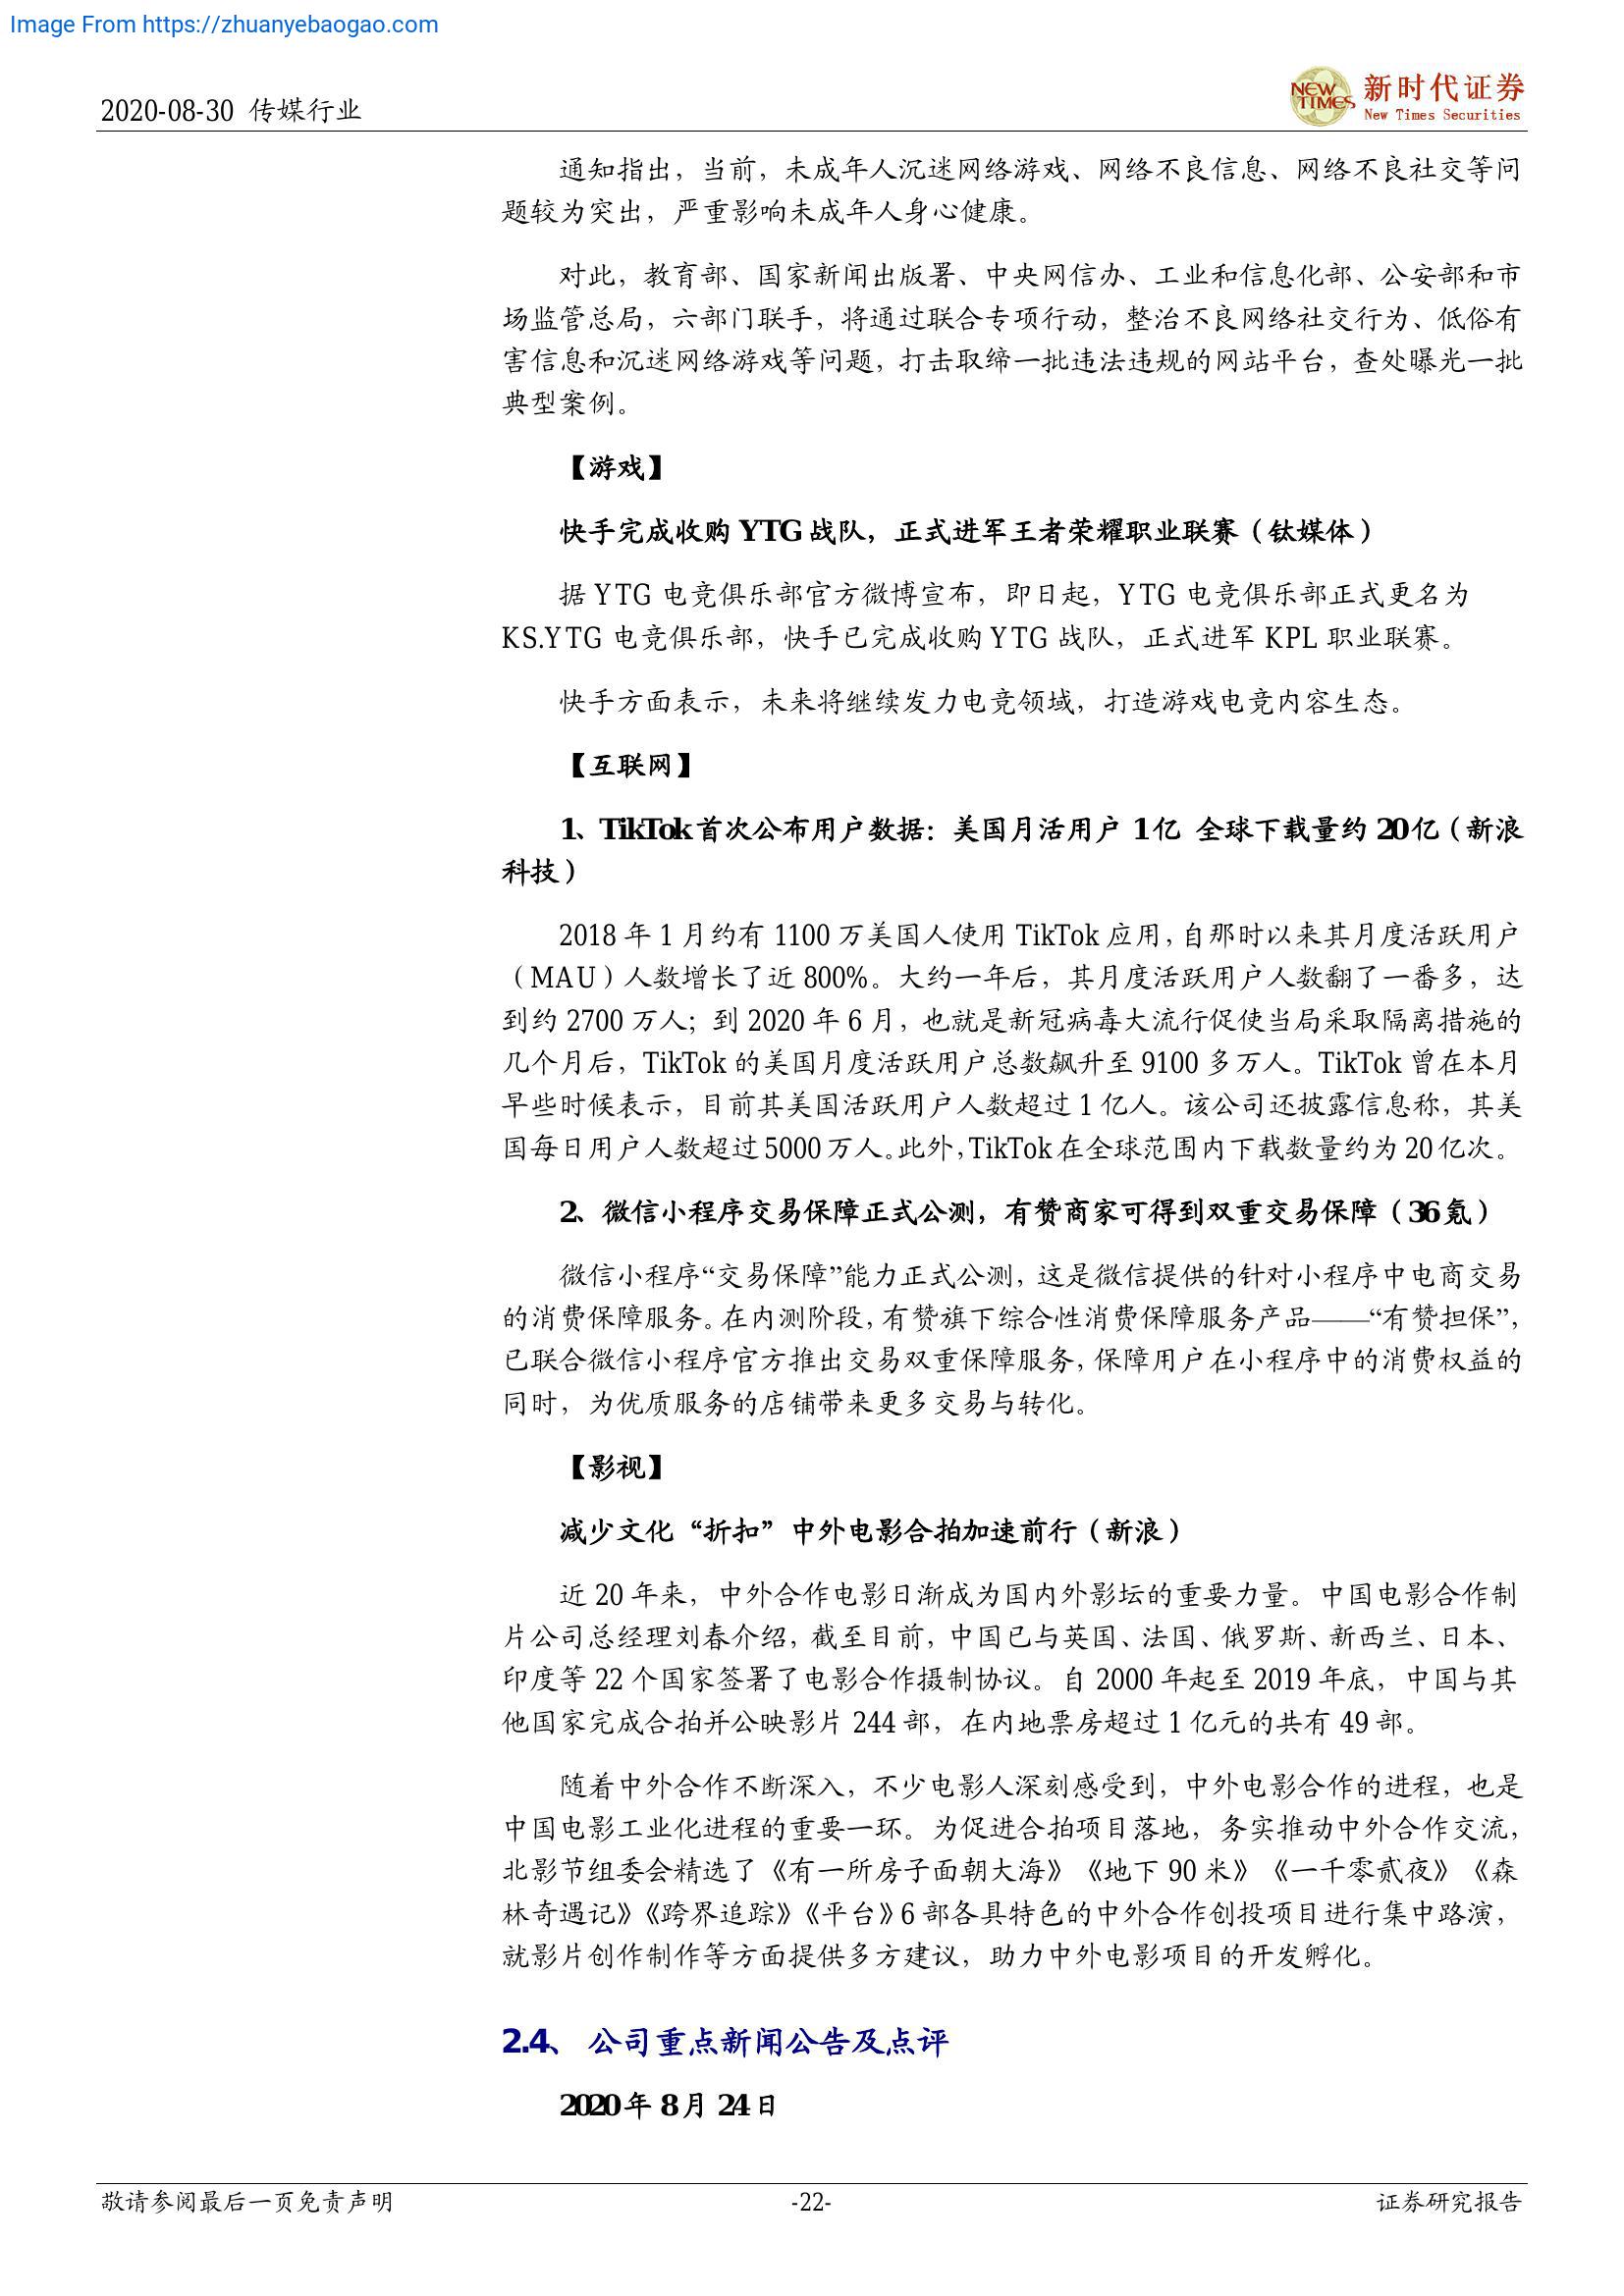 Image From https://zhuanyebaogao.com
2020-08-30 传媒行业
NEW TIMES
新时代证券
New Times Securities
通知指出，当前，未成年人沉迷网络游戏、网络不良信息、网络不良社交等问
题较为突出，严重影响未成年人身心健康。
对此，教育部、国家新闻出版署、中央网信办、工业和信息化部、公安部和市
场监管总局，六部门联手，将通过联合专项行动，整治不良网络社交行为、低俗有
害信息和沉迷网络游戏等问题，打击取缔一批违法违规的网站平台，查处曝光一批
典型案例。
【游戏】
快手完成收购 YTG 战队，正式进军王者荣耀职业联赛（钛媒体）
据 YTG 电竞俱乐部官方微博宣布，即日起，YTG 电竞俱乐部正式更名为
KS.YTG 电竞俱乐部，快手已完成收购 YTG 战队，正式进军 KPL 职业联赛。
快手方面表示，未来将继续发力电竞领域，打造游戏电竞内容生态。
【互联网】
1、TikTok 首次公布用户数据：美国月活用户 1 亿 全球下载量约 20 亿（新浪
科技）
2018 年 1 月约有 1100 万美国人使用 TikTok 应用，自那时以来其月度活跃用户
（MAU）人数增长了近 800%。大约一年后，其月度活跃用户人数翻了一番多，达
到约 2700 万人；到 2020 年 6 月，也就是新冠病毒大流行促使当局采取隔离措施的
几个月后，TikTok 的美国月度活跃用户总数飙升至 9100 多万人。TikTok 曾在本月
早些时候表示，目前其美国活跃用户人数超过 1 亿人。该公司还披露信息称，其美
国每日用户人数超过 5000 万人。此外，TikTok 在全球范围内下载数量约为 20 亿次。
2、微信小程序交易保障正式公测，有赞商家可得到双重交易保障（36 氪）
微信小程序“交易保障”能力正式公测，这是微信提供的针对小程序中电商交易
的消费保障服务。在内测阶段，有赞旗下综合性消费保障服务产品——“有赞担保”，
已联合微信小程序官方推出交易双重保障服务，保障用户在小程序中的消费权益的
同时，为优质服务的店铺带来更多交易与转化。
【影视】
减少文化“折扣”中外电影合拍加速前行（新浪）
近 20 年来，中外合作电影日渐成为国内外影坛的重要力量。中国电影合作制
片公司总经理刘春介绍，截至目前，中国已与英国、法国、俄罗斯、新西兰、日本、
印度等 22 个国家签署了电影合作摄制协议。自 2000 年起至 2019 年底，中国与其
他国家完成合拍并公映影片 244 部，在内地票房超过 1 亿元的共有 49 部。
随着中外合作不断深入，不少电影人深刻感受到，中外电影合作的进程，也是
中国电影工业化进程的重要一环。为促进合拍项目落地，务实推动中外合作交流，
北影节组委会精选了《有一所房子面朝大海》《地下 90 米》《一千零贰夜》《森
林奇遇记》《跨界追踪》《平台》6 部各具特色的中外合作创投项目进行集中路演，
就影片创作制作等方面提供多方建议，助力中外电影项目的开发孵化。
2.4、 公司重点新闻公告及点评
2020 年 8 月 24 日
敬请参阅最后一页免责声明
-22-
证券研究报告